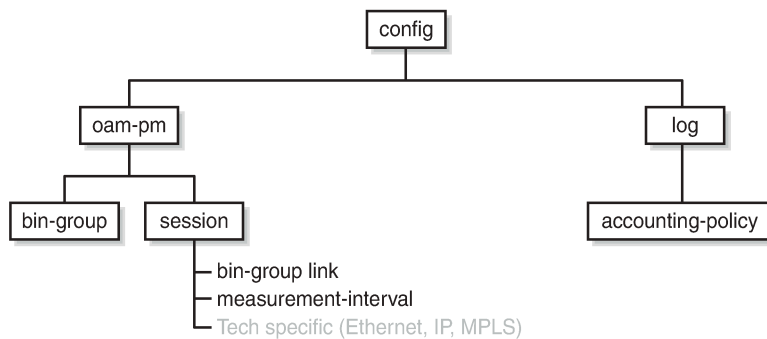 config
oam-pm
log
bin-group
session
accounting-policy
bin-group link
measurement-interval
Tech specific (Ethernet, IP, MPLS)